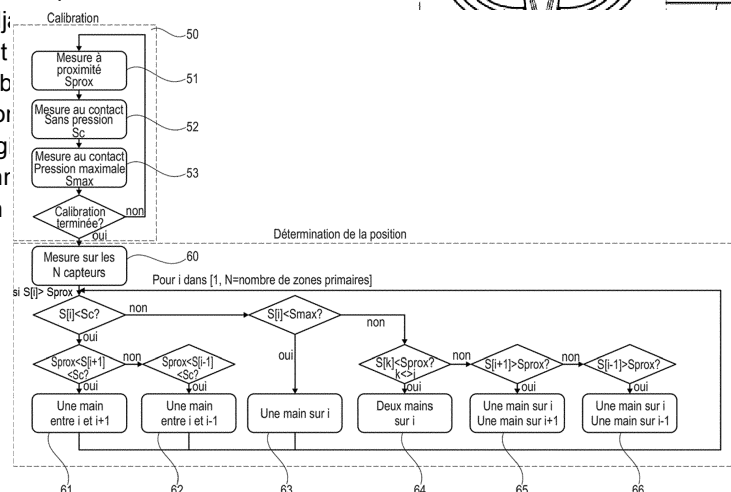 Calibration
50
Mesure à
proximité
Sprox
51
Mesure au contact
Sans pression
Sc
52
Mesure au contact
Pression maximale
Smax
53
Calibration
terminée?
non
oui
Détermination de la position
Mesure sur les
N capteurs
60
Pour i dans [1, N=nombre de zones primaires]
si S[i]> Sprox
S[i]<Sc?
non
S[i]<Smax?
non
oui
oui
Sprox<S[i+1]
<Sc?
non
Sprox<S[i-1]
<Sc?
S[k]<Sprox?
k<>i
non
S[i+1]>Sprox?
non
S[i-1]>Sprox?
oui
oui
oui
oui
oui
Une main
entre i et i+1
Une main
entre i et i-1
Une main sur i
Deux mains
sur i
Une main sur i
Une main sur i+1
Une main sur i
Une main sur i-1
61
62
63
64
65
66